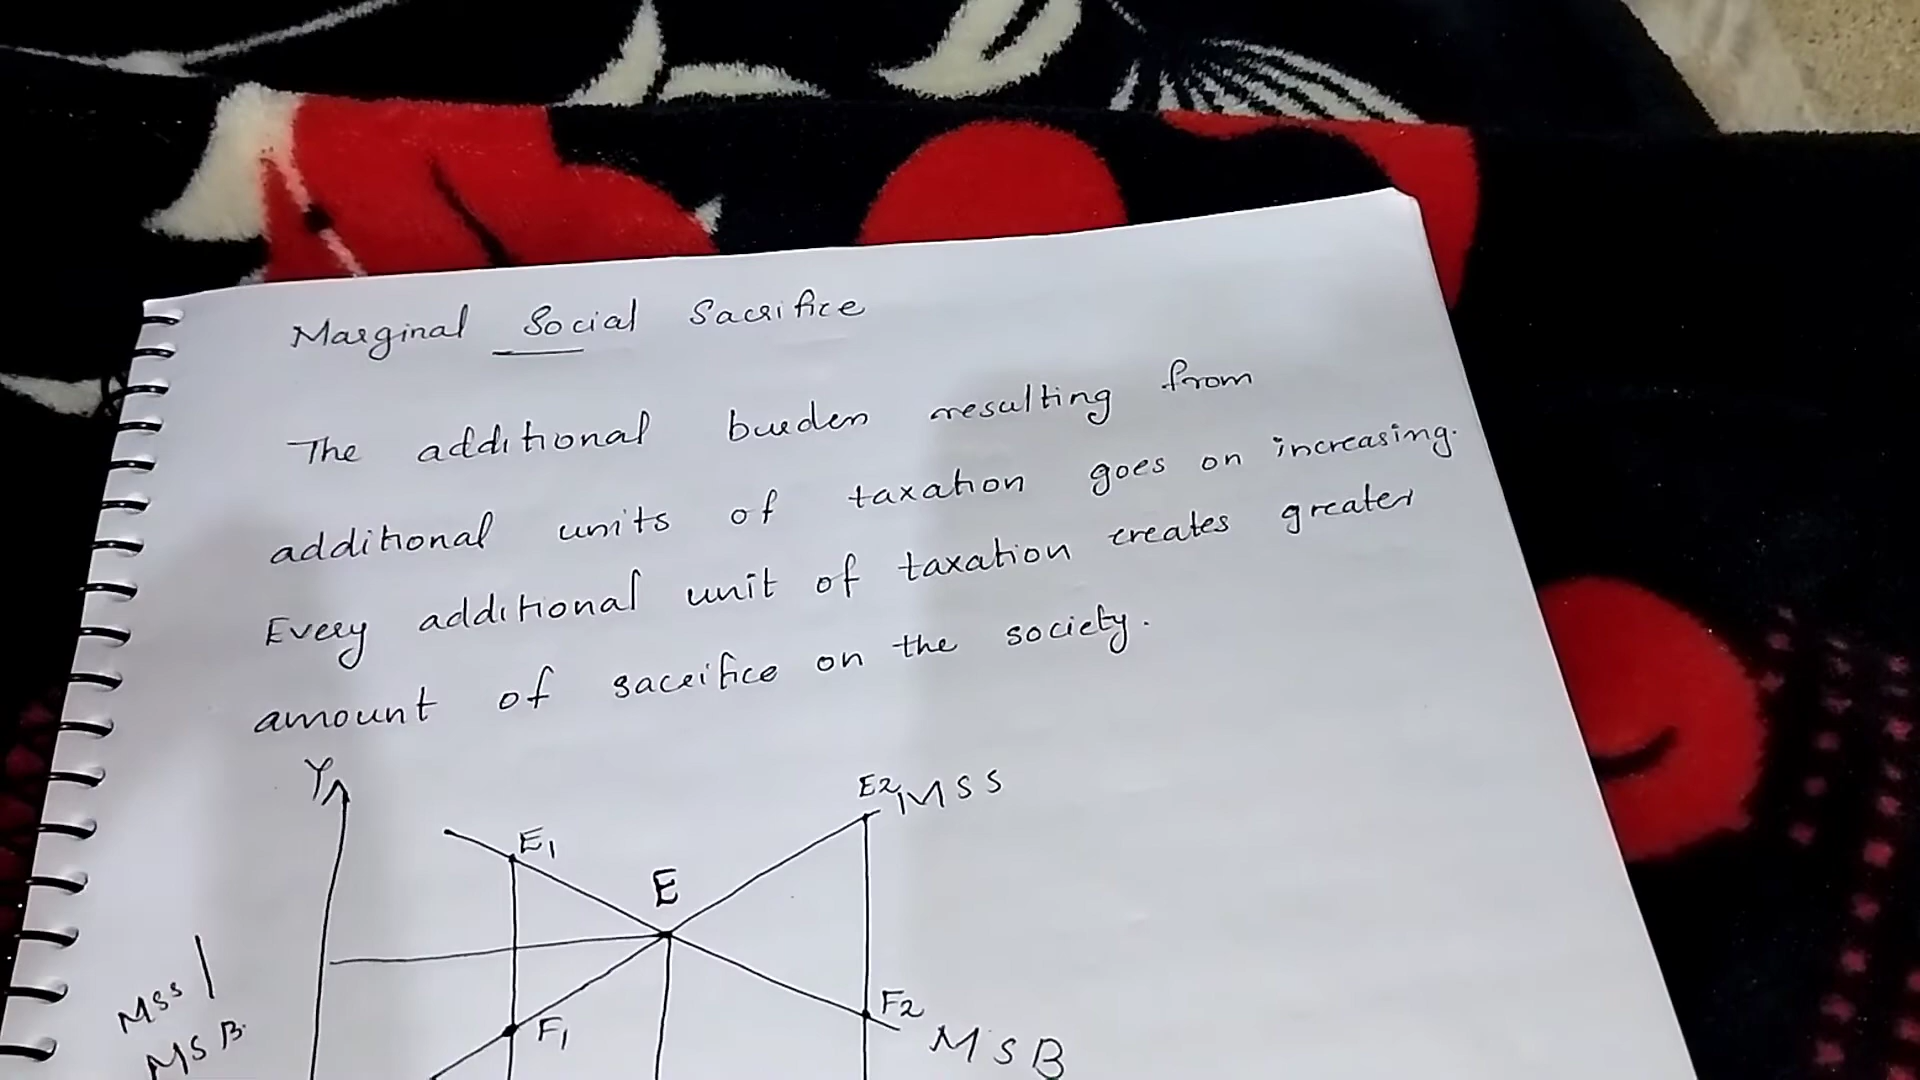 Marginal Social Sacrifice
The additional burden resulting from
additional units of taxation goes on increasing.
Every additional unit of taxation creates greater
amount of sacrifice on the society.
Y
E2 MSS
E1
E
MSS /
MSB.
F1
F2
MSB